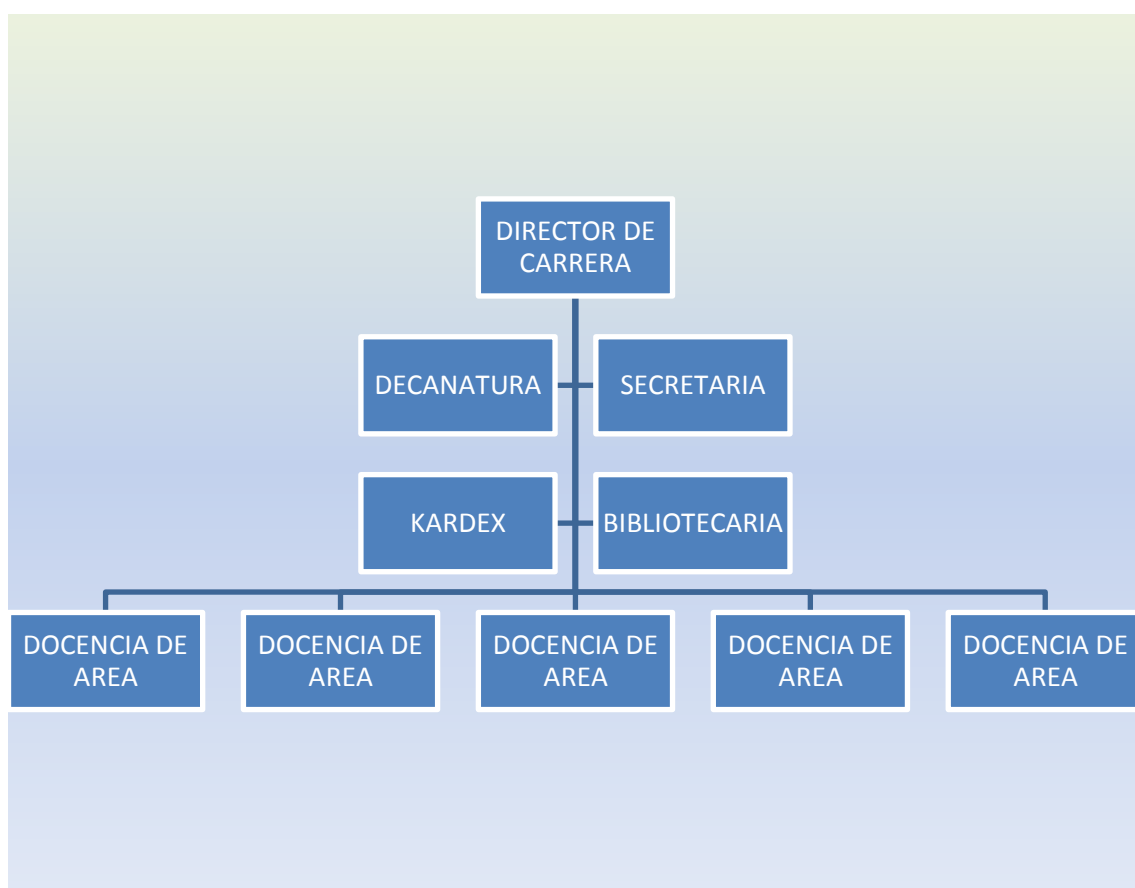 DIRECTOR DE
CARRERA
DECANATURA
SECRETARIA
KARDEX
BIBLIOTECARIA
DOCENCIA DE
AREA
DOCENCIA DE
AREA
DOCENCIA DE
AREA
DOCENCIA DE
AREA
DOCENCIA DE
AREA